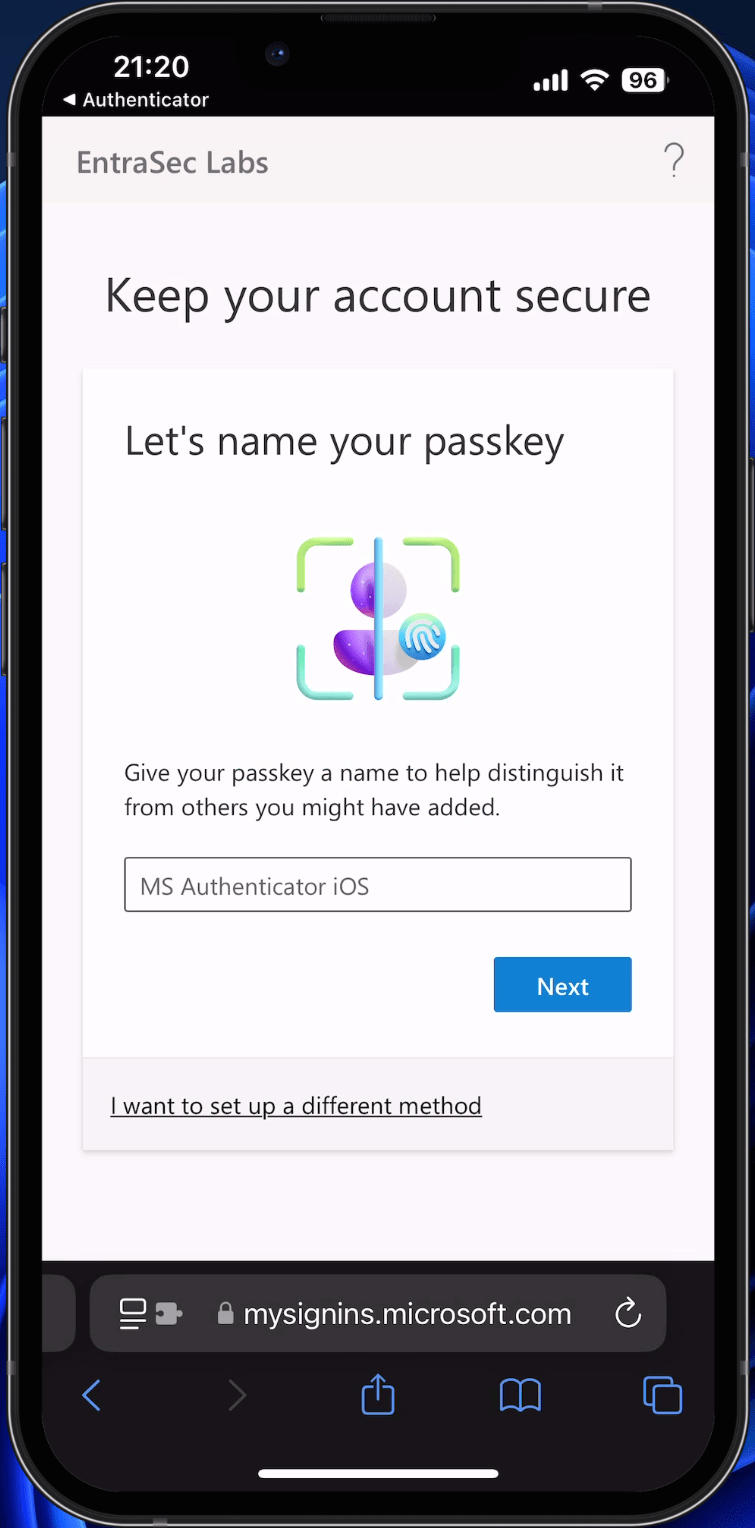 21:20
96
◀ Authenticator
EntraSec Labs
?
Keep your account secure
Let's name your passkey
Give your passkey a name to help distinguish it
from others you might have added.
MS Authenticator iOS
Next
I want to set up a different method
mysignins.microsoft.com